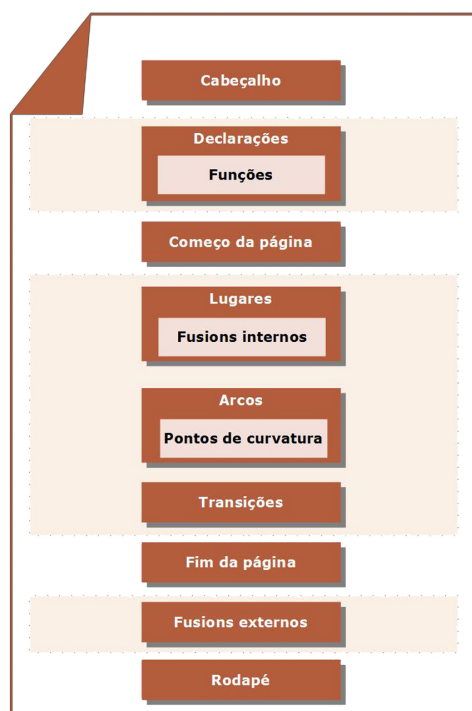 Cabeçalho
Declarações
Funções
Começo da página
Lugares
Fusions internos
Arcos
Pontos de curvatura
Transições
Fim da página
Fusions externos
Rodapé